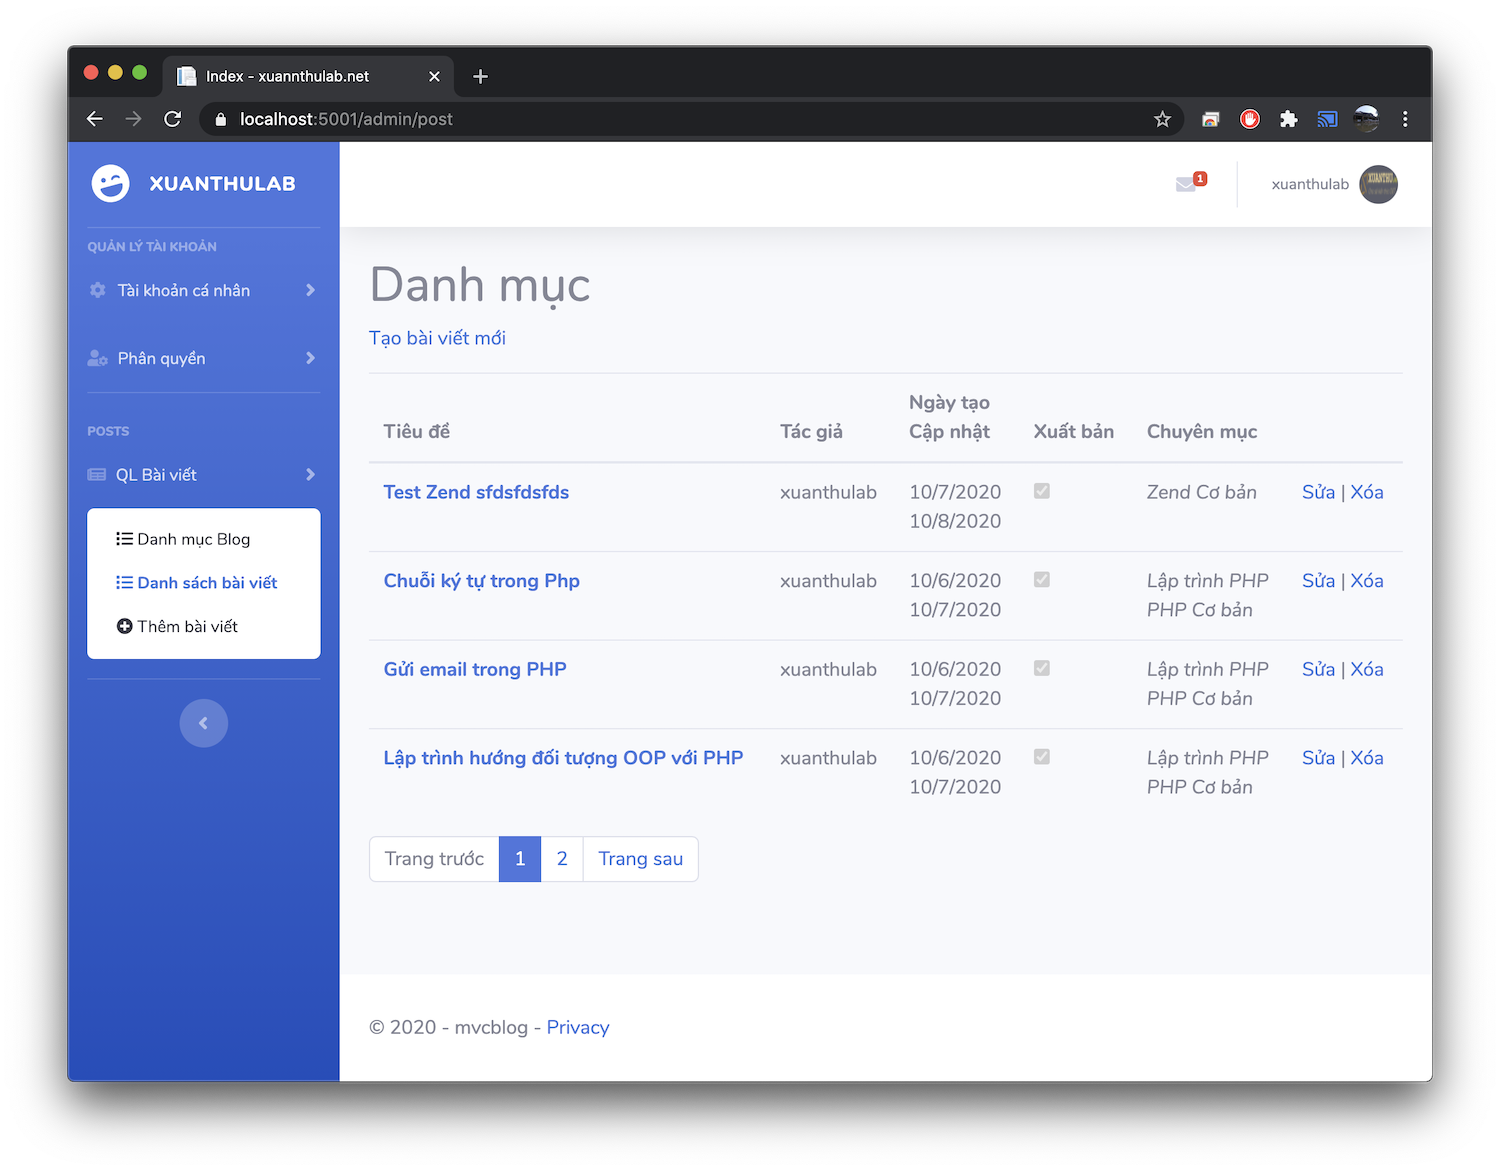 Index - xuannthulab.net
localhost:5001/admin/post
XUANTHULAB
1
xuanthulab
QUẢN LÝ TÀI KHOẢN
Tài khoản cá nhân
Phân quyền
POSTS
QL Bài viết
Danh mục Blog
Danh sách bài viết
Thêm bài viết
Danh mục
Tạo bài viết mới
Tiêu đề
Tác giả
Ngày tạo
Cập nhật
Xuất bản
Chuyên mục
Test Zend sfdsfdsfds
xuanthulab
10/7/2020
10/8/2020
Zend Cơ bản
Sửa | Xóa
Chuỗi ký tự trong Php
xuanthulab
10/6/2020
10/7/2020
Lập trình PHP
PHP Cơ bản
Sửa | Xóa
Gửi email trong PHP
xuanthulab
10/6/2020
10/7/2020
Lập trình PHP
PHP Cơ bản
Sửa | Xóa
Lập trình hướng đối tượng OOP với PHP
xuanthulab
10/6/2020
10/7/2020
Lập trình PHP
PHP Cơ bản
Sửa | Xóa
Trang trước 1 2 Trang sau
© 2020 - mvcblog - Privacy